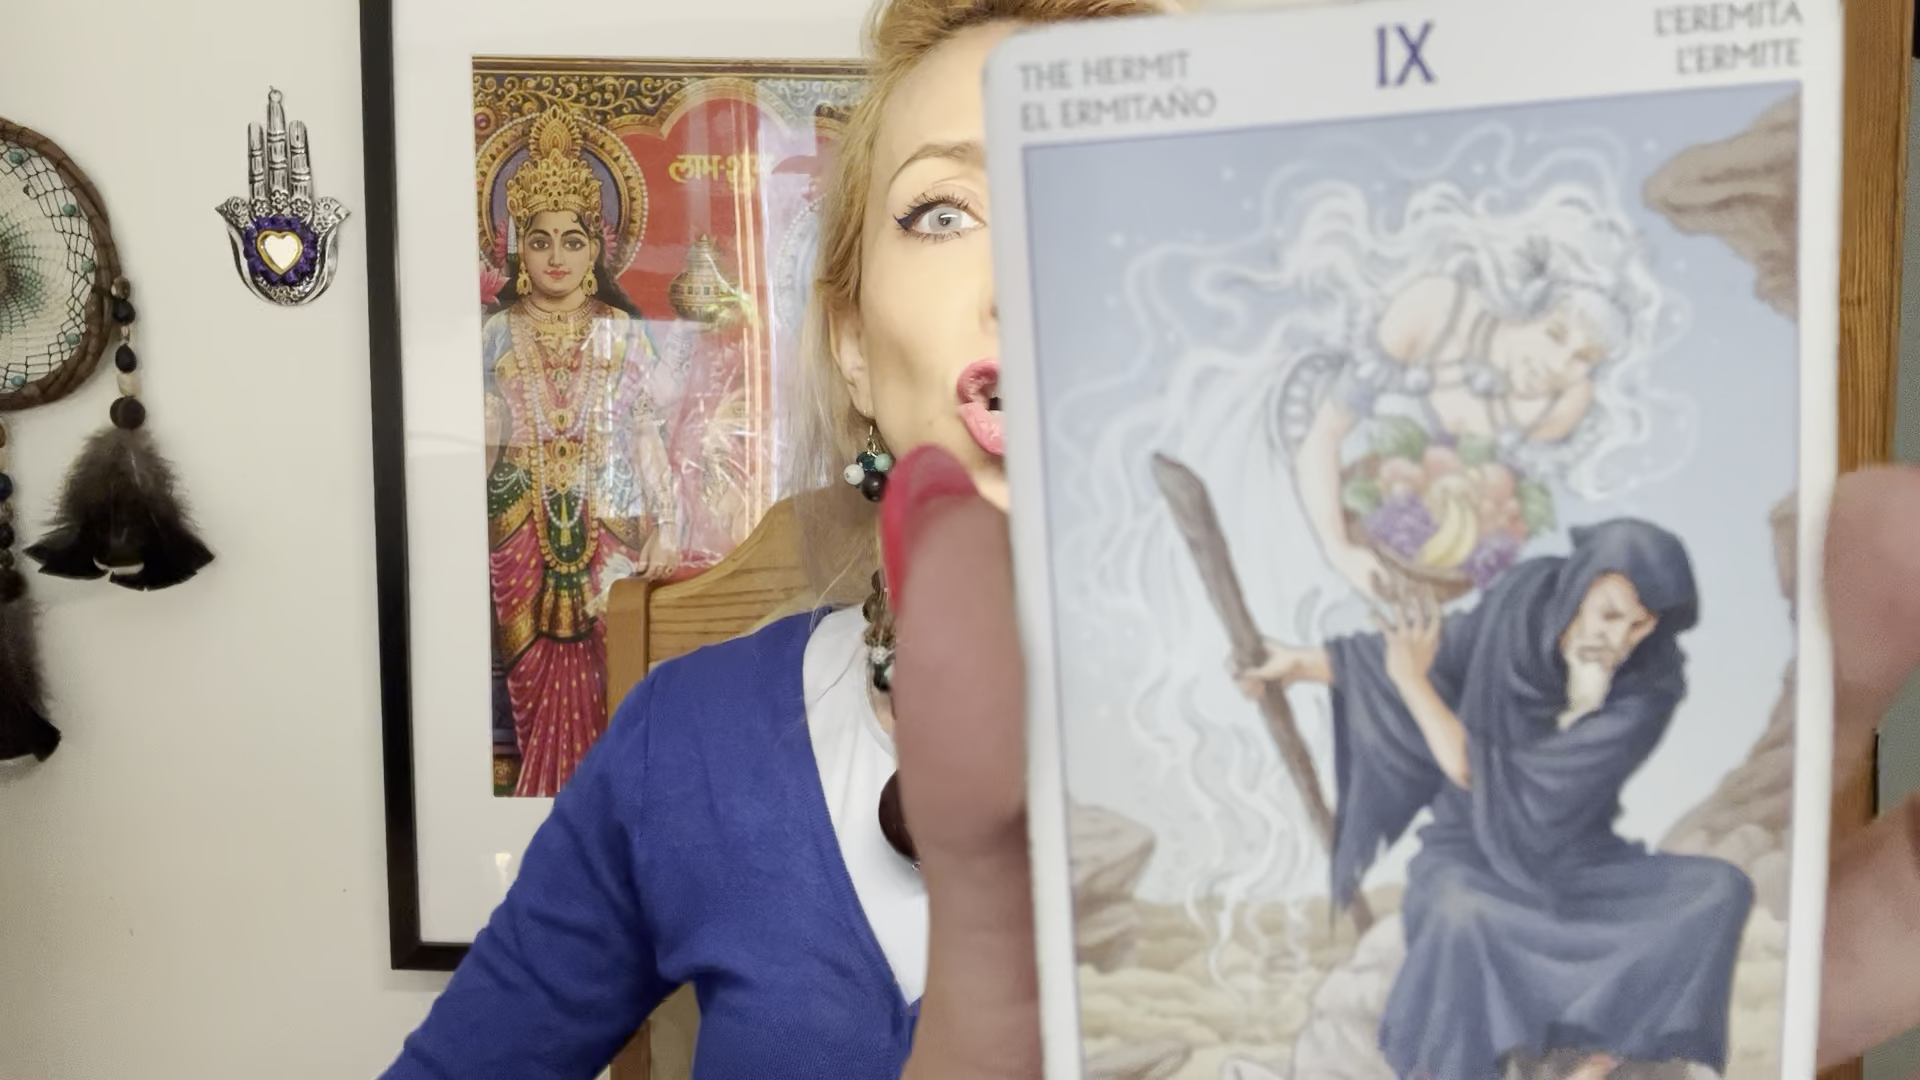 THE HERMIT
EL ERMITAÑO
IX
L'EREMITA
L'ERMITE
लाभ-शुभ